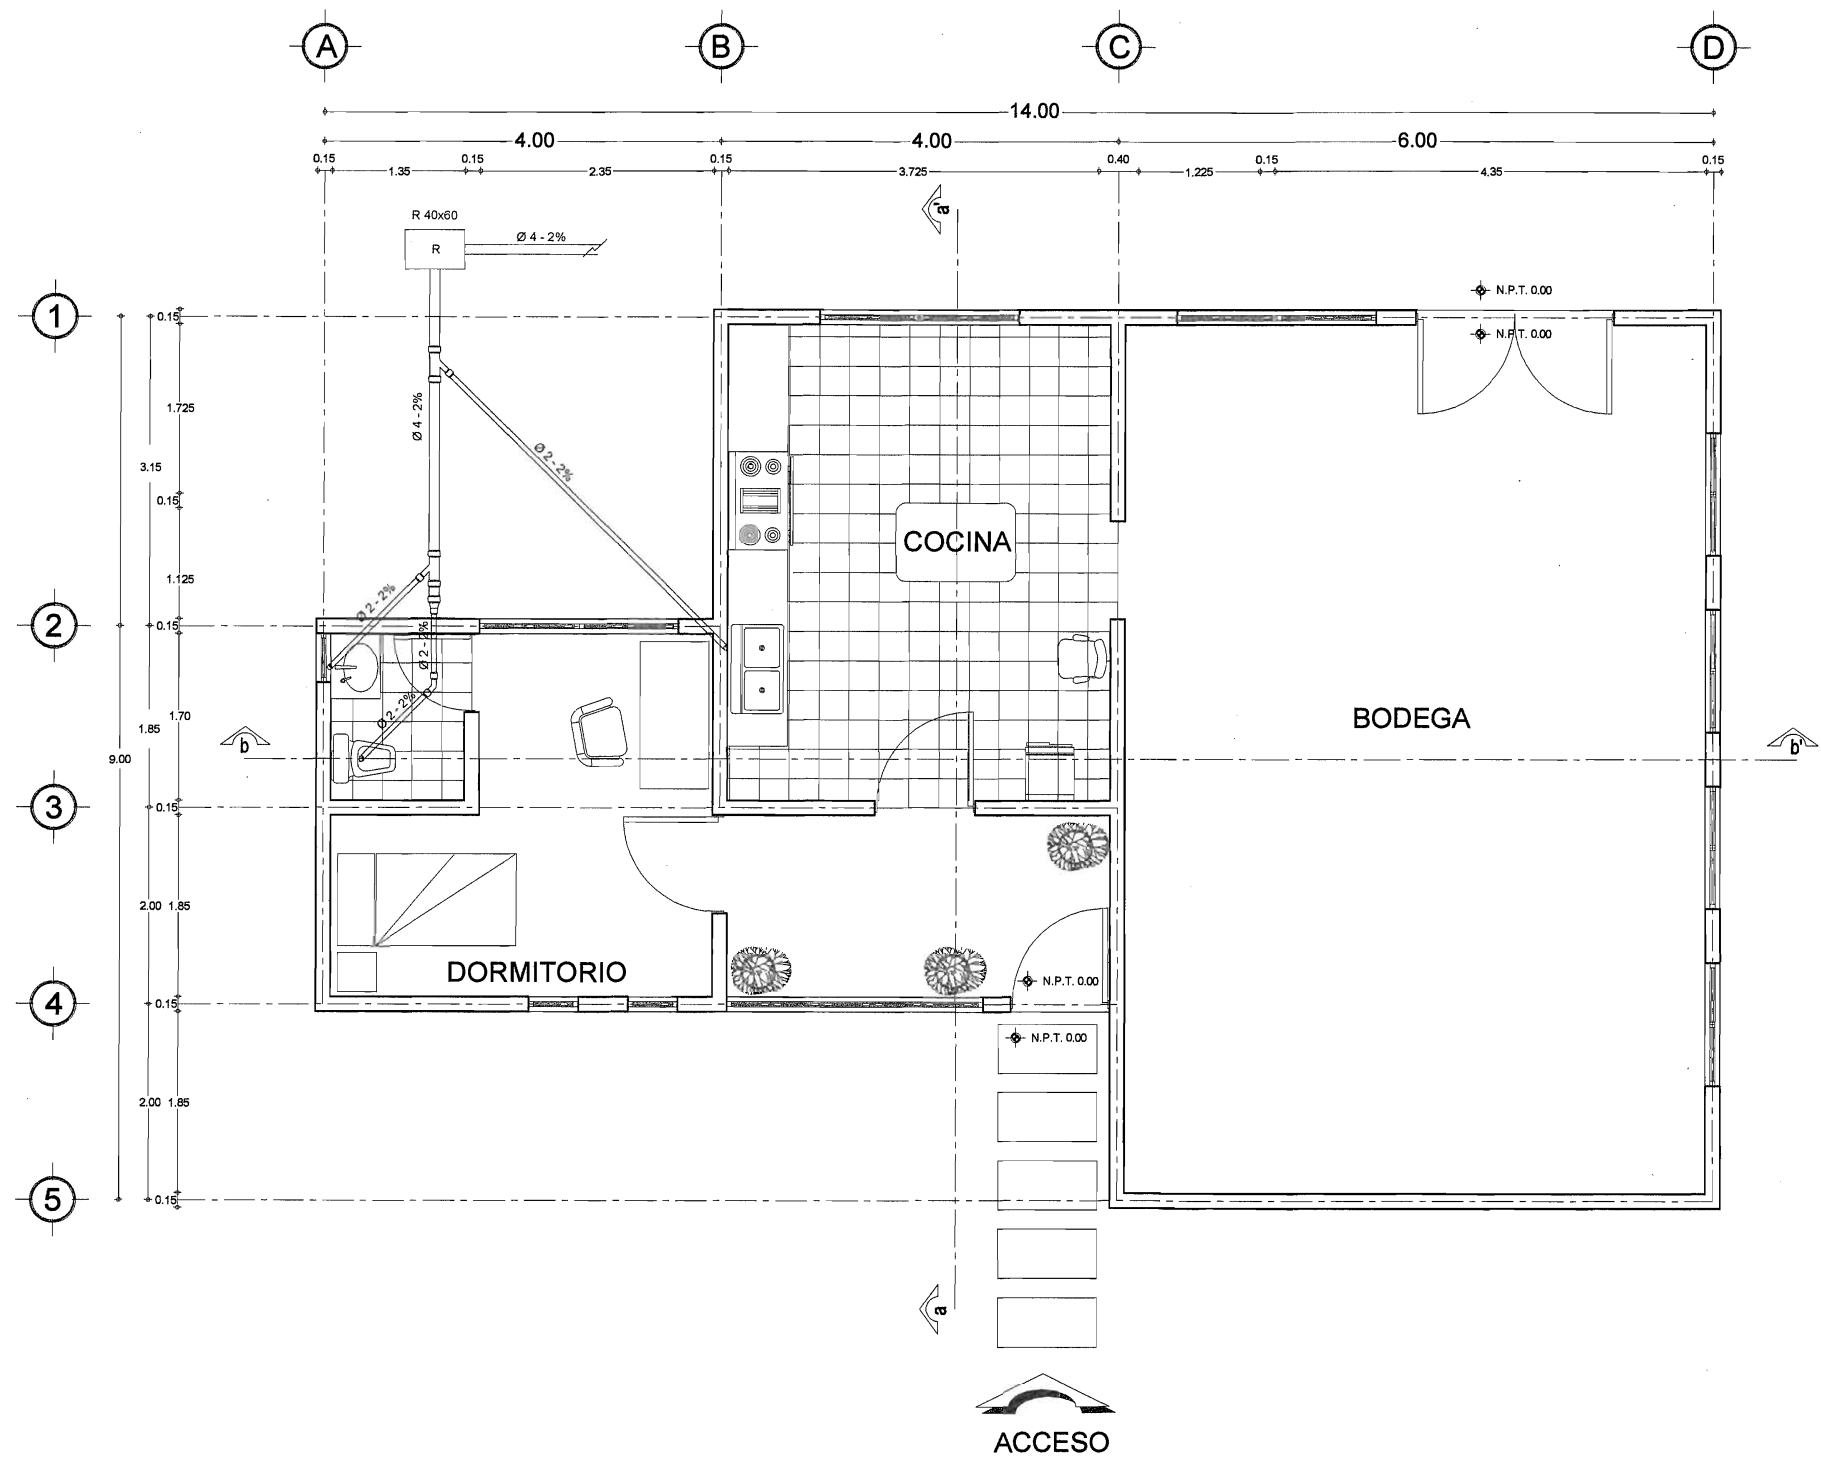 A B C D
14.00
4.00 4.00 6.00
0.15 0.15 0.15 0.40 0.15 0.15
1.35 2.35 3.725 1.225 4.35
a'
R 40x60
R
Ø 4 - 2%
N.P.T. 0.00
1
0.15
N.P.T. 0.00
Ø 4 - 2%
1.725
Ø 2 - 2%
3.15
0.15
COCINA
1.125
Ø 2 - 2%
2
0.15
Ø 2 - 2%
Ø 2 - 2%
1.70
BODEGA
1.85
b
b'
9.00
3
0.15
2.00 1.85
DORMITORIO
N.P.T. 0.00
4
0.15
N.P.T. 0.00
2.00 1.85
5
0.15
a
ACCESO